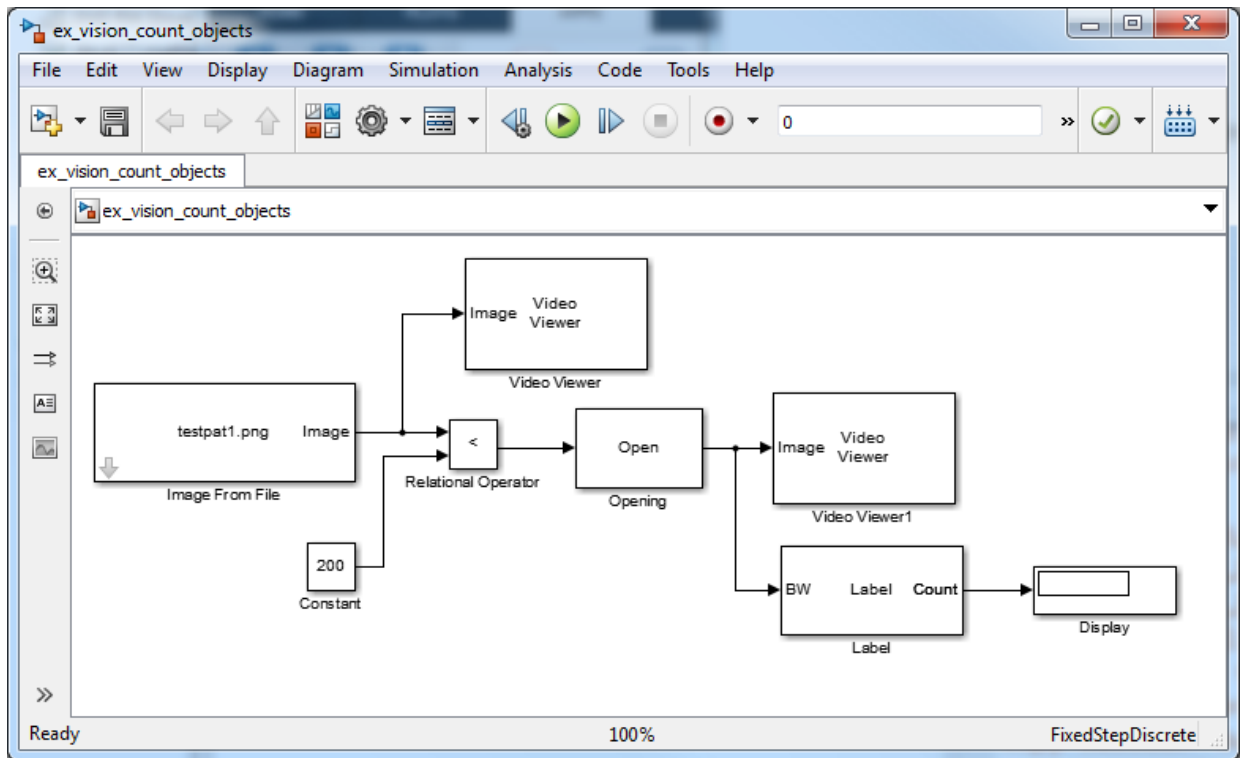 ex_vision_count_objects
File Edit View Display Diagram Simulation Analysis Code Tools Help
0
ex_vision_count_objects
ex_vision_count_objects
Image Video
Viewer
Video Viewer
testpat1.png Image
Image From File
<
Relational Operator
Open
Opening
Image Video
Viewer
Video Viewer1
200
Constant
BW Label Count
Label
Display
Ready 100% FixedStepDiscrete